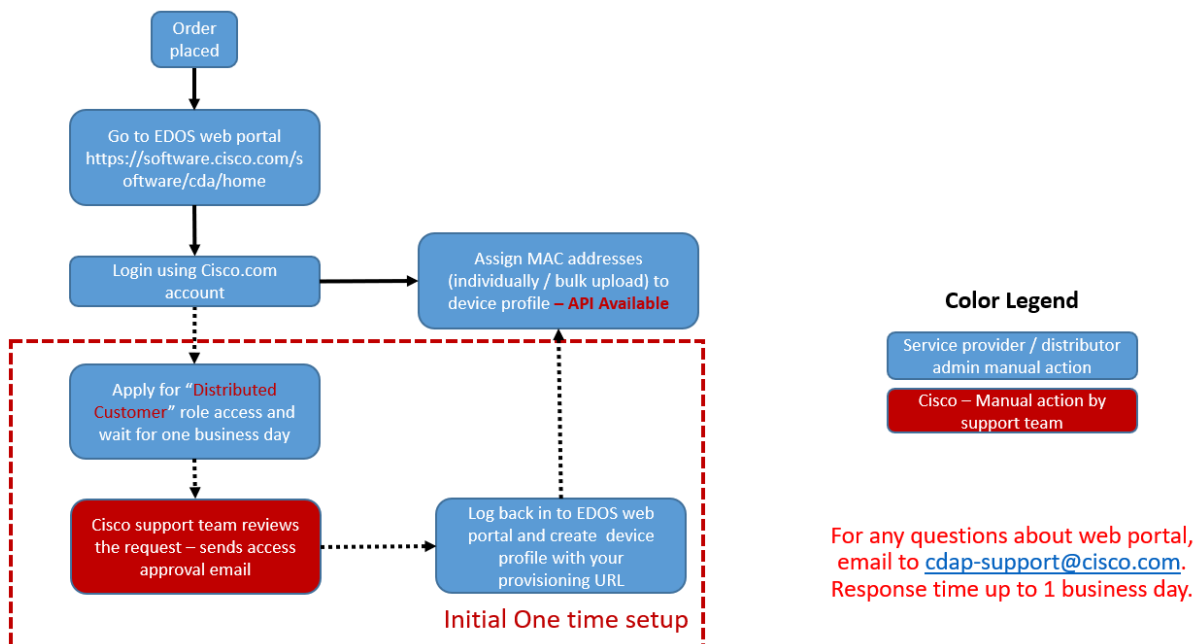 Order
placed
Go to EDOS web portal
https://software.cisco.com/s
oftware/cda/home
Login using Cisco.com
account
Assign MAC addresses
(individually / bulk upload) to
device profile – API Available
Apply for “Distributed
Customer” role access and
wait for one business day
Cisco support team reviews
the request – sends access
approval email
Log back in to EDOS web
portal and create device
profile with your
provisioning URL
Initial One time setup
Color Legend
Service provider / distributor
admin manual action
Cisco – Manual action by
support team
For any questions about web portal,
email to cdap-support@cisco.com.
Response time up to 1 business day.